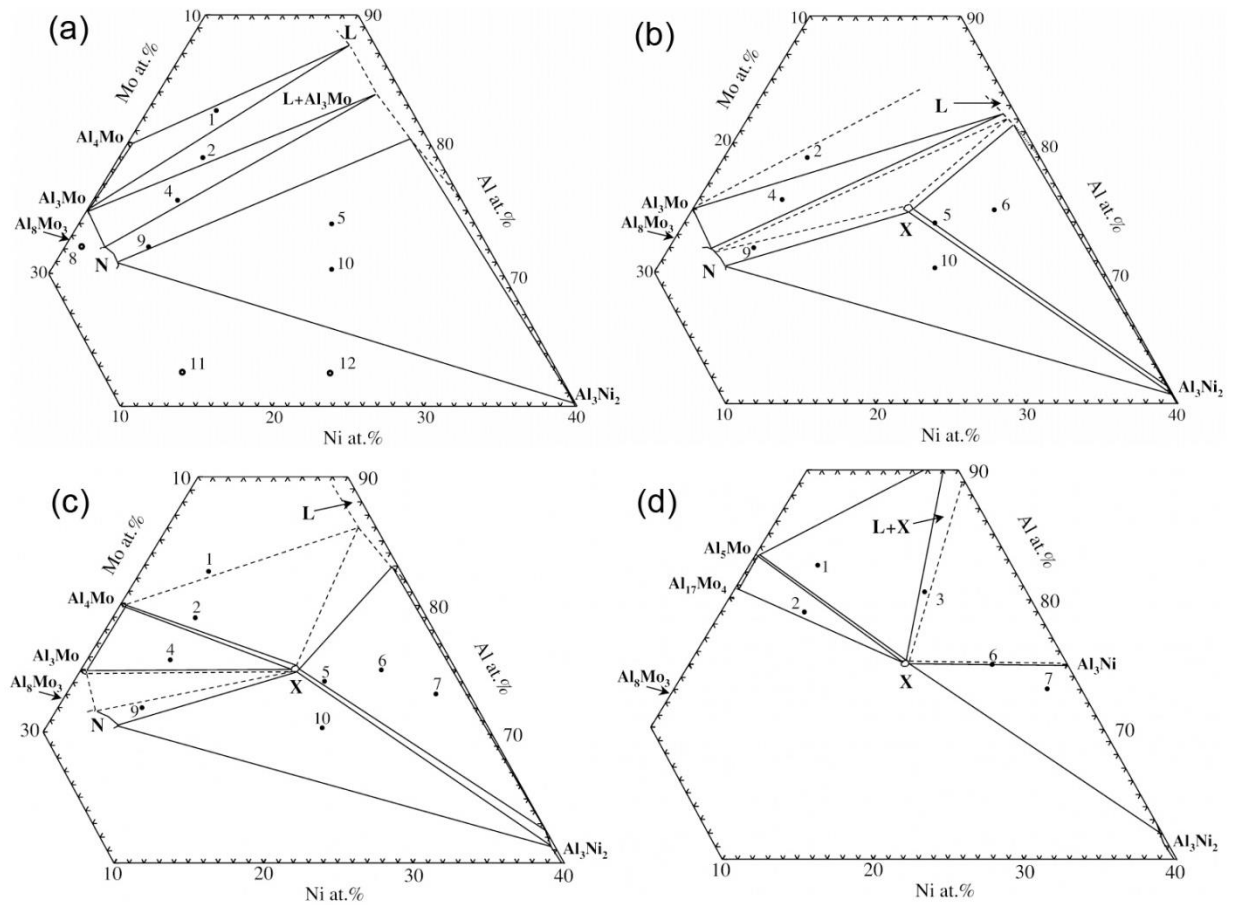 (a)
10
90
L
Mo at.%
L+Al3Mo
1
Al4Mo
2
80
Al3Mo
4
Al at.%
Al8Mo3
8
9
5
N
30
10
70
11
12
Al3Ni2
10
20
30
40
Ni at.%
(b)
10
90
L
Mo at.%
20
2
80
Al3Mo
4
Al at.%
Al8Mo3
5
6
X
9
N
30
10
70
Al3Ni2
10
20
30
40
Ni at.%
(c)
10
90
L
Mo at.%
1
Al4Mo
2
80
Al3Mo
4
Al at.%
Al8Mo3
5
6
X
7
N
9
30
10
70
Al3Ni2
10
20
30
40
Ni at.%
(d)
90
L+X
Al at.%
Al5Mo
1
Al17Mo4
2
3
80
6
Al3Ni
Al8Mo3
X
7
70
Al3Ni2
10
20
30
40
Ni at.%